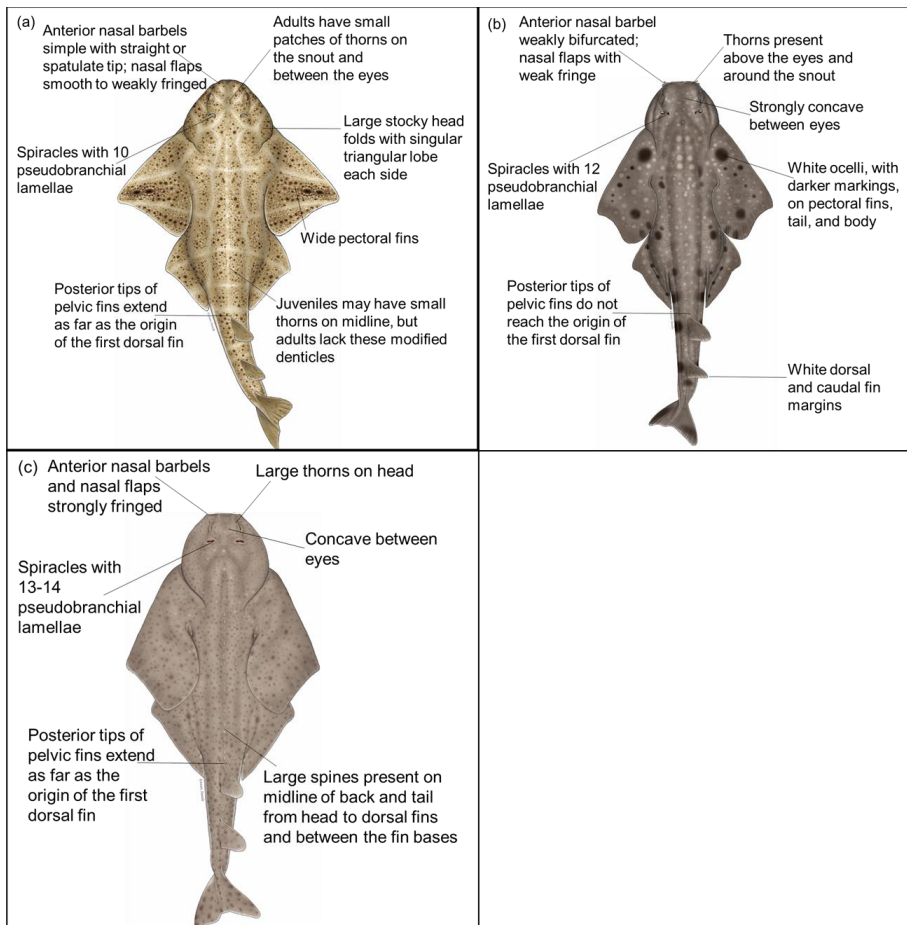 (a)
Anterior nasal barbels
simple with straight or
spatulate tip; nasal flaps
smooth to weakly fringed
Adults have small
patches of thorns on
the snout and
between the eyes
Large stocky head
folds with singular
triangular lobe
each side
Spiracles with 10
pseudobranchial
lamellae
Wide pectoral fins
Posterior tips of
pelvic fins extend
as far as the origin
of the first dorsal fin
Juveniles may have small
thorns on midline, but
adults lack these modified
denticles
(b)
Anterior nasal barbel
weakly bifurcated;
nasal flaps with
weak fringe
Thorns present
above the eyes and
around the snout
Strongly concave
between eyes
Spiracles with 12
pseudobranchial
lamellae
White ocelli, with
darker markings,
on pectoral fins,
tail, and body
Posterior tips of
pelvic fins do not
reach the origin of
the first dorsal fin
White dorsal
and caudal fin
margins
(c)
Anterior nasal barbels
and nasal flaps
strongly fringed
Large thorns on head
Concave between
eyes
Spiracles with
13-14
pseudobranchial
lamellae
Posterior tips of
pelvic fins extend
as far as the
origin of the first
dorsal fin
Large spines present on
midline of back and tail
from head to dorsal fins
and between the fin bases